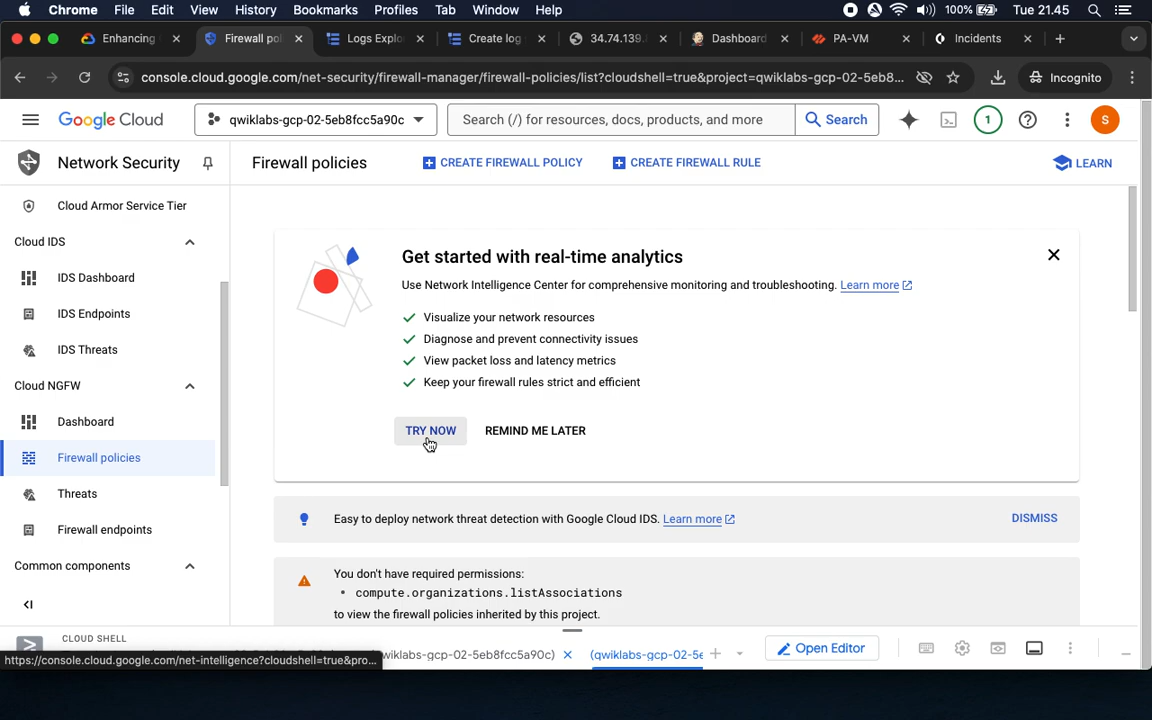 Chrome File Edit View History Bookmarks Profiles Tab Window Help 100% Tue 21.45
Enhancing Firewall pol Logs Explo Create log 34.74.139. Dashboard PA-VM Incidents
console.cloud.google.com/net-security/firewall-manager/firewall-policies/list?cloudshell=true&project=qwiklabs-gcp-02-5eb8... Incognito
Google Cloud qwiklabs-gcp-02-5eb8fcc5a90c Search (/) for resources, docs, products, and more Search 1 S
Network Security Firewall policies CREATE FIREWALL POLICY CREATE FIREWALL RULE LEARN
Cloud Armor Service Tier
Cloud IDS
IDS Dashboard
IDS Endpoints
IDS Threats
Cloud NGFW
Dashboard
Firewall policies
Threats
Firewall endpoints
Common components
Get started with real-time analytics
Use Network Intelligence Center for comprehensive monitoring and troubleshooting. Learn more
Visualize your network resources
Diagnose and prevent connectivity issues
View packet loss and latency metrics
Keep your firewall rules strict and efficient
TRY NOW REMIND ME LATER
Easy to deploy network threat detection with Google Cloud IDS. Learn more DISMISS
You don't have required permissions:
• compute.organizations.listAssociations
to view the firewall policies inherited by this project.
CLOUD SHELL
wiklabs-gcp-02-5eb8fcc5a90c) (qwiklabs-gcp-02-5e Open Editor
https://console.cloud.google.com/net-intelligence?cloudshell=true&pro...